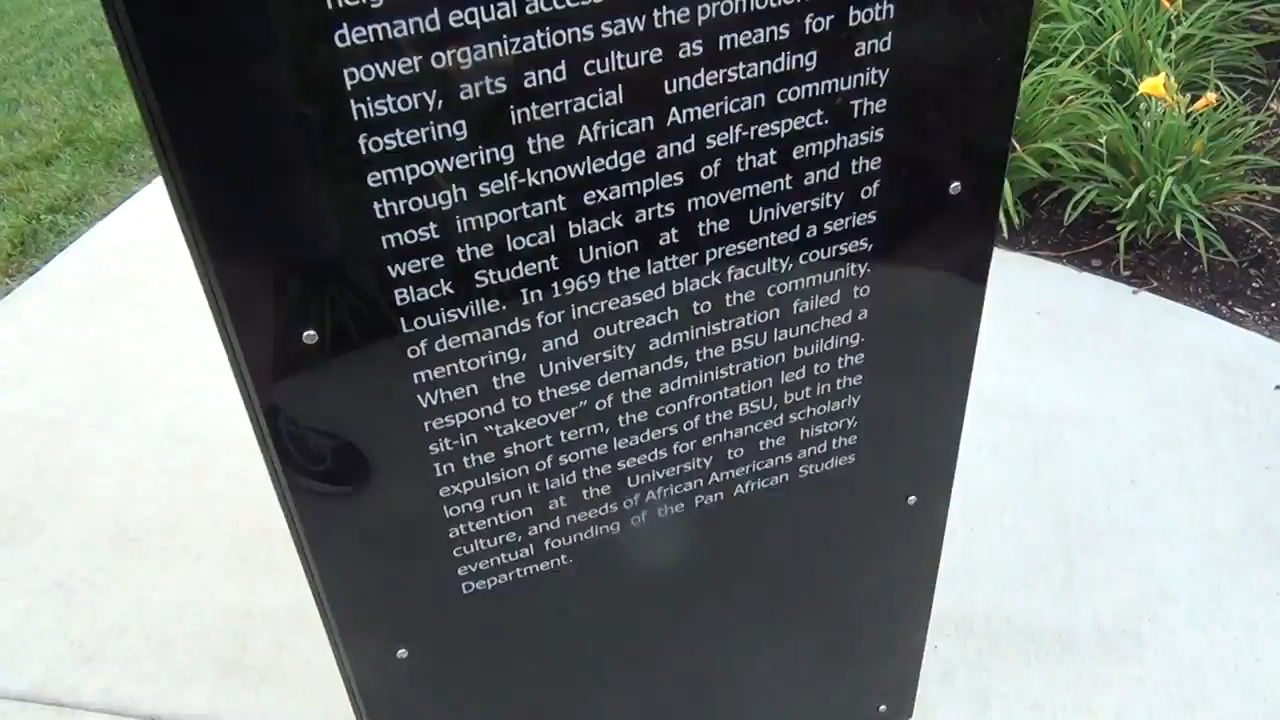 demand equal
power organizations saw the
history, arts and culture as means for both
fostering interracial understanding and
empowering the African American community
through self-knowledge and self-respect. The
most important examples of that emphasis
were the local black arts movement and the
Black Student Union at the University of
Louisville. In 1969 the latter presented a series
of demands for increased black faculty, courses,
mentoring, and outreach to the community.
When the University administration failed to
respond to these demands, the BSU launched a
sit-in “takeover” of the administration building.
In the short term, the confrontation led to the
expulsion of some leaders of the BSU, but in the
long run it laid the seeds for enhanced scholarly
attention at the University to the history,
culture, and needs of African Americans and the
eventual founding of the Pan African Studies
Department.